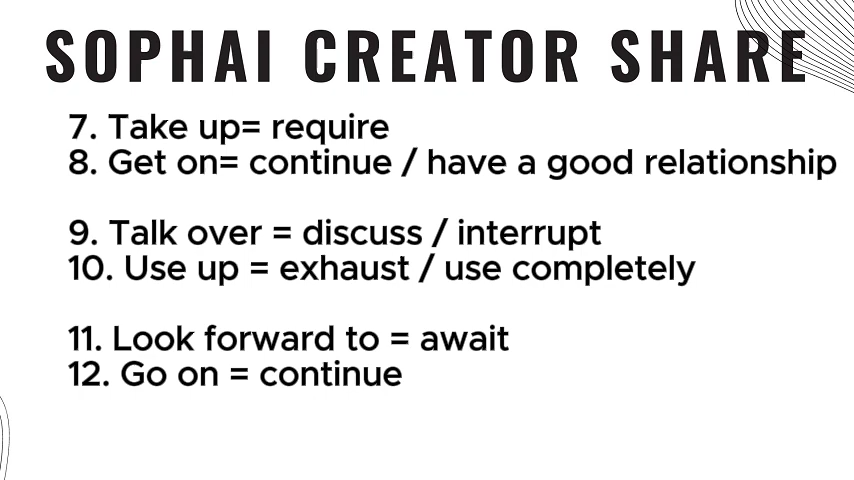 SOPHAI CREATOR SHARE
7. Take up= require
8. Get on= continue / have a good relationship
9. Talk over = discuss / interrupt
10. Use up = exhaust / use completely
11. Look forward to = await
12. Go on = continue